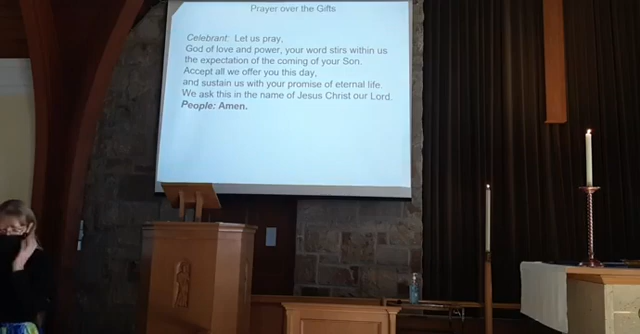 Prayer over the Gifts
Celebrant: Let us pray,
God of love and power, your word stirs within us
the expectation of the coming of your Son.
Accept all we offer you this day,
and sustain us with your promise of eternal life.
We ask this in the name of Jesus Christ our Lord.
People: Amen.